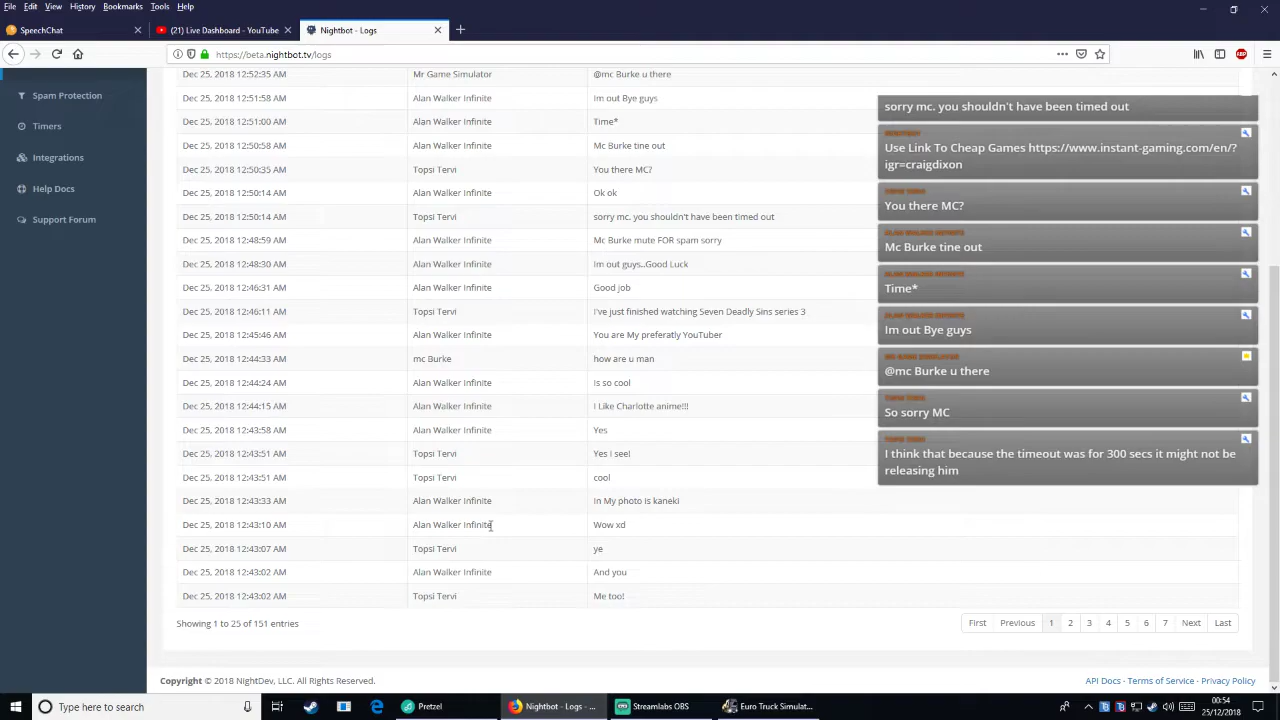 File Edit View History Bookmarks Tools Help
SpeechChat
(21) Live Dashboard - YouTube
Nightbot - Logs
https://beta.nightbot.tv/logs
Spam Protection
Timers
Integrations
Help Docs
Support Forum
Dec 25, 2018 12:52:35 AM Mr Game Simulator @mc Burke u there
Dec 25, 2018 12:51:58 AM Alan Walker Infinite Im out Bye guys
Dec 25, 2018 12:51:00 AM Alan Walker Infinite Time*
Dec 25, 2018 12:50:58 AM Alan Walker Infinite Mc Burke tine out
Dec 25, 2018 12:50:35 AM Topsi Tervi You there MC?
Dec 25, 2018 12:50:14 AM Alan Walker Infinite Ok ok
Dec 25, 2018 12:50:14 AM Topsi Tervi sorry mc. you shouldn't have been timed out
Dec 25, 2018 12:48:59 AM Alan Walker Infinite Mc Burke mute FOR spam sorry
Dec 25, 2018 12:48:30 AM Alan Walker Infinite Im out guys..Good Luck
Dec 25, 2018 12:46:31 AM Alan Walker Infinite Good job
Dec 25, 2018 12:46:11 AM Topsi Tervi I've just finished watching Seven Deadly Sins series 3
Dec 25, 2018 12:45:46 AM Alan Walker Infinite You are My preferatly YouTuber
Dec 25, 2018 12:44:33 AM mc Burke how are u man
Dec 25, 2018 12:44:24 AM Alan Walker Infinite Is so cool
Dec 25, 2018 12:44:15 AM Alan Walker Infinite I Like Charlotte anime!!!
Dec 25, 2018 12:43:58 AM Alan Walker Infinite Yes
Dec 25, 2018 12:43:51 AM Topsi Tervi Yes i see!
Dec 25, 2018 12:43:51 AM Topsi Tervi cool
Dec 25, 2018 12:43:33 AM Alan Walker Infinite In My photo is kaneki
Dec 25, 2018 12:43:10 AM Alan Walker Infinite Wow xd
Dec 25, 2018 12:43:07 AM Topsi Tervi ye
Dec 25, 2018 12:43:02 AM Alan Walker Infinite And you
Dec 25, 2018 12:43:02 AM Topsi Tervi Me too!
Showing 1 to 25 of 151 entries
First Previous 1 2 3 4 5 6 7 Next Last
Copyright © 2018 NightDev, LLC. All Rights Reserved.
API Docs - Terms of Service - Privacy Policy
sorry mc. you shouldn't have been timed out
Use Link To Cheap Games https://www.instant-gaming.com/en/?
igr=craigdixon
TOPSI TERVI
You there MC?
ALAN WALKER INFINITE
Mc Burke tine out
ALAN WALKER INFINITE
Time*
ALAN WALKER INFINITE
Im out Bye guys
MR GAME SIMULATOR
@mc Burke u there
TOPSI TERVI
So sorry MC
TOPSI TERVI
I think that because the timeout was for 300 secs it might not be
releasing him
Type here to search
Pretzel
Nightbot - Logs - ...
Streamlabs OBS
Euro Truck Simulat...
00:54
25/12/2018